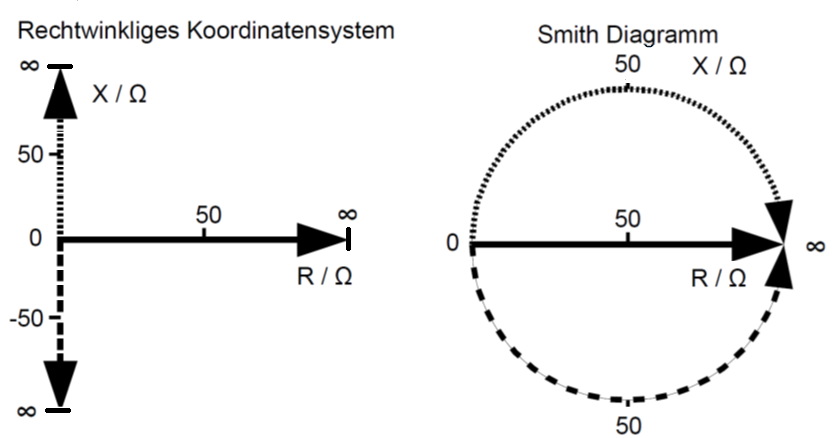 Rechtwinkliges Koordinatensystem
∞
X / Ω
50
0
50
∞
R / Ω
-50
∞
Smith Diagramm
50
X / Ω
0
50
∞
R / Ω
50